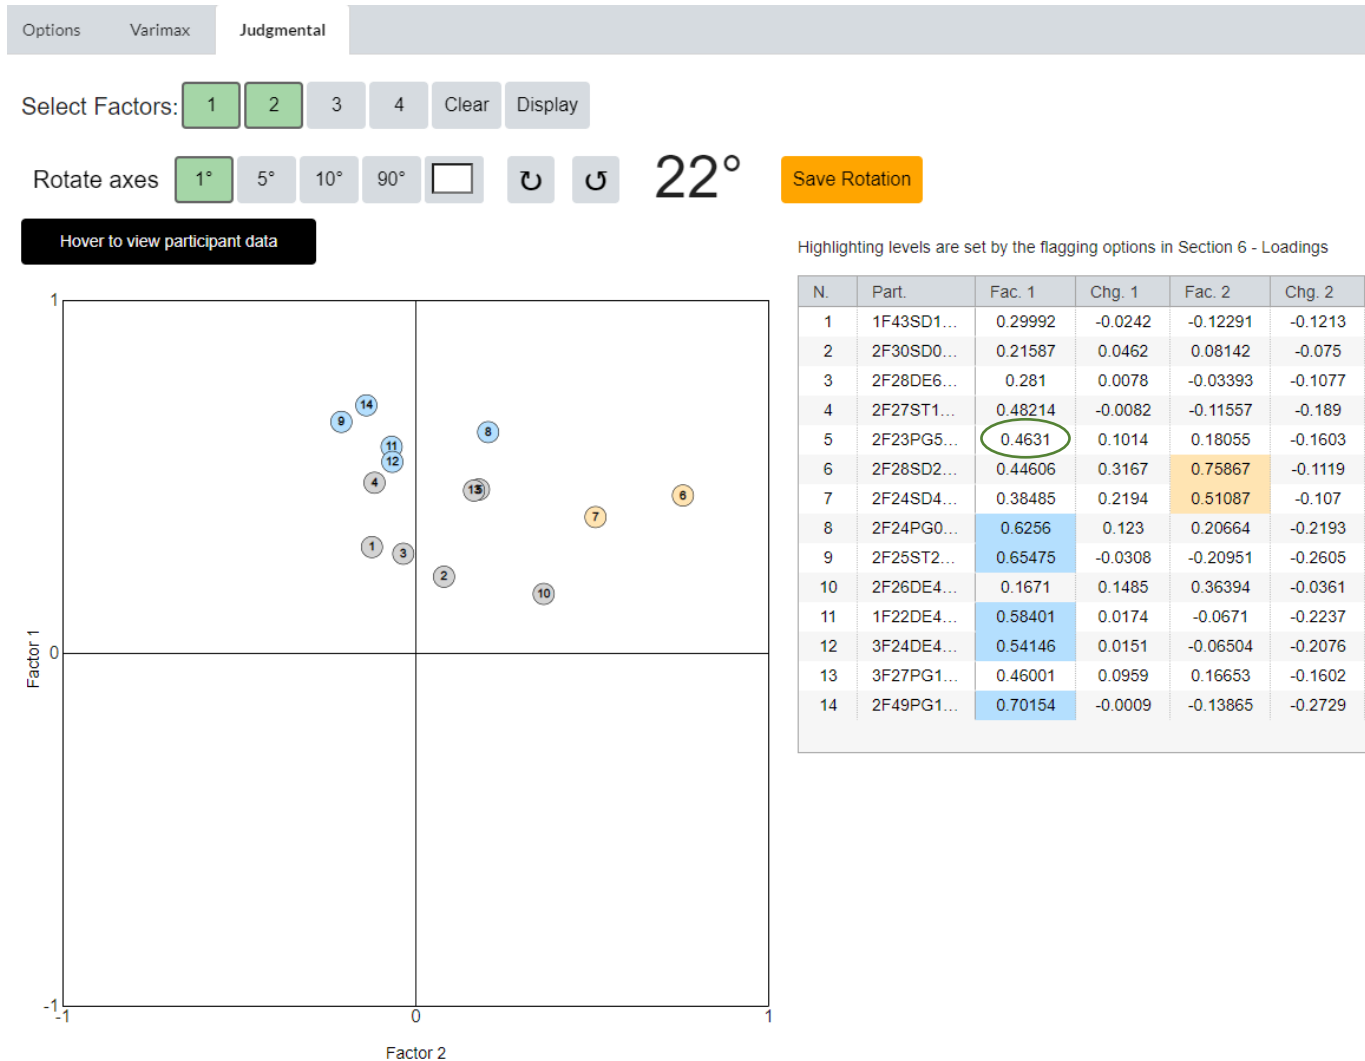 Options Varimax Judgmental
Select Factors: 1 2 3 4 Clear Display
Rotate axes 1° 5° 10° 90° ↻ ↺ 22° Save Rotation
Hover to view participant data
Highlighting levels are set by the flagging options in Section 6 - Loadings
N. Part. Fac. 1 Chg. 1 Fac. 2 Chg. 2
1 1F43SD1... 0.29992 -0.0242 -0.12291 -0.1213
2 2F30SD0... 0.21587 0.0462 0.08142 -0.075
3 2F28DE6... 0.281 0.0078 -0.03393 -0.1077
4 2F27ST1... 0.48214 -0.0082 -0.11557 -0.189
5 2F23PG5... 0.4631 0.1014 0.18055 -0.1603
6 2F28SD2... 0.44606 0.3167 0.75867 -0.1119
7 2F24SD4... 0.38485 0.2194 0.51087 -0.107
8 2F24PG0... 0.6256 0.123 0.20664 -0.2193
9 2F25ST2... 0.65475 -0.0308 -0.20951 -0.2605
10 2F26DE4... 0.1671 0.1485 0.36394 -0.0361
11 1F22DE4... 0.58401 0.0174 -0.0671 -0.2237
12 3F24DE4... 0.54146 0.0151 -0.06504 -0.2076
13 3F27PG1... 0.46001 0.0959 0.16653 -0.1602
14 2F49PG1... 0.70154 -0.0009 -0.13865 -0.2729
1
14
9
8
11
12
4
13
6
7
1
3
2
10
Factor 1
0
-1
-1 0 1
Factor 2